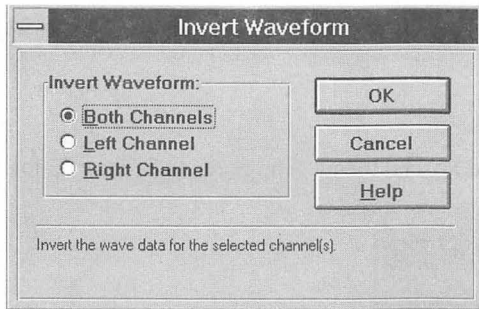 Invert Waveform
Invert Waveform:
Both Channels
Left Channel
Right Channel
OK
Cancel
Help
Invert the wave data for the selected channel(s).